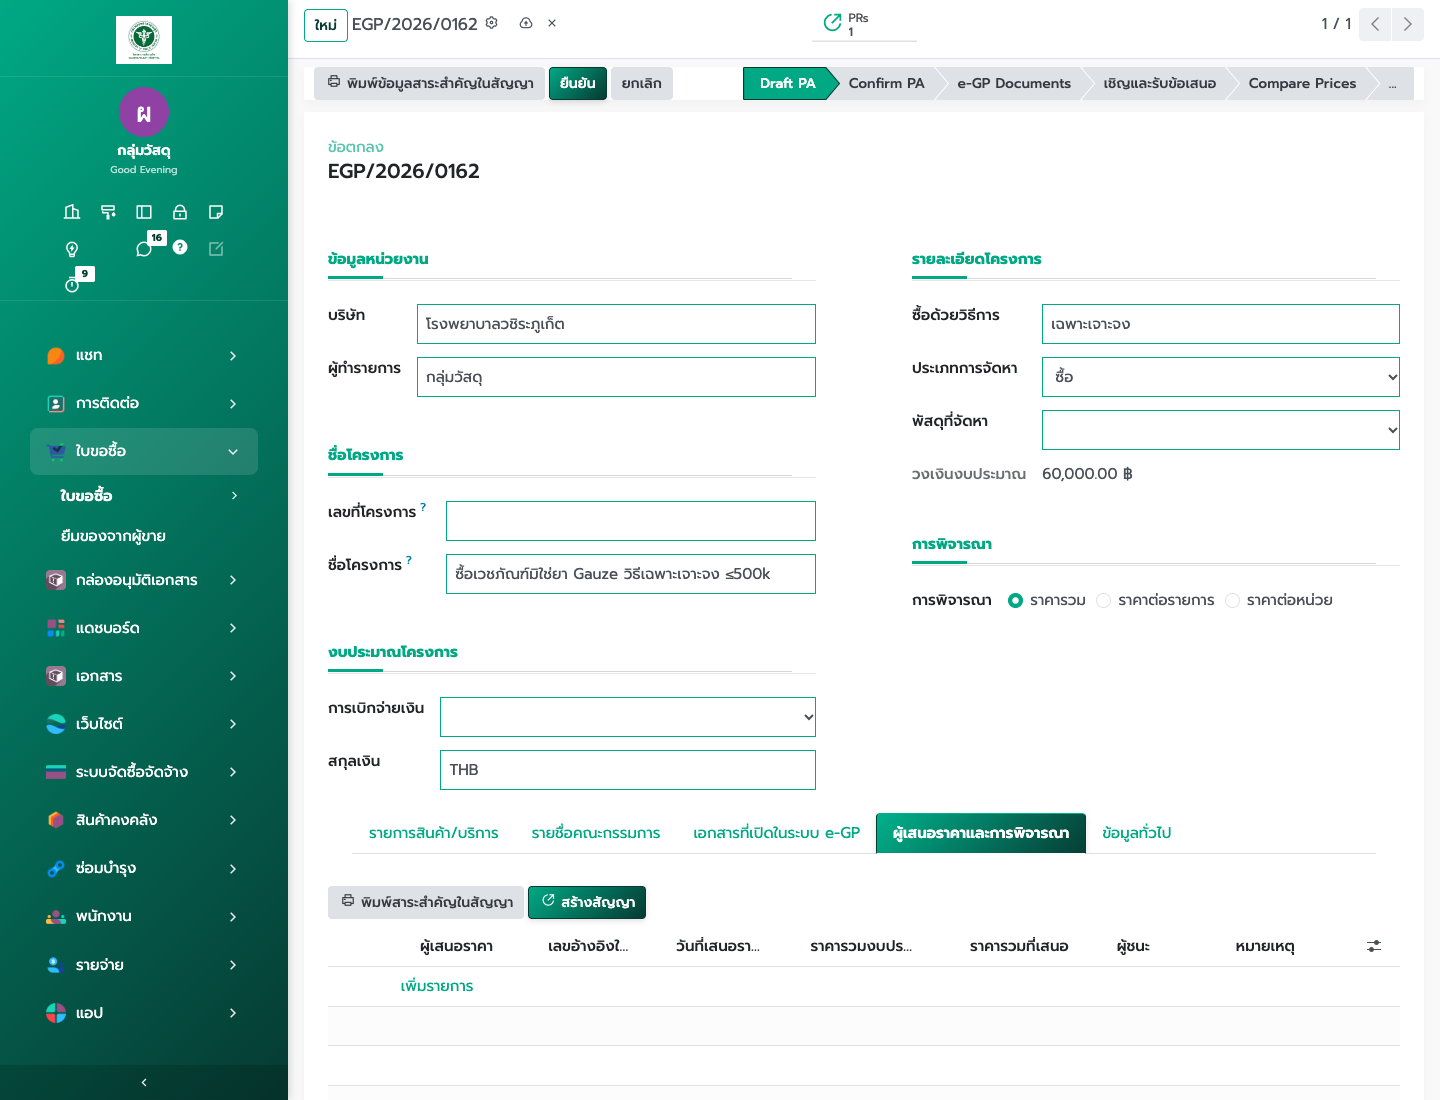 ใหม่ EGP/2026/0162
PRs
1
1 / 1
ผ
กลุ่มวัสดุ
Good Evening
16
?
9
แชท
การติดต่อ
ใบขอซื้อ
ใบขอซื้อ
ยืมของจากผู้ขาย
กล่องอนุมัติเอกสาร
แดชบอร์ด
เอกสาร
เว็บไซต์
ระบบจัดซื้อจัดจ้าง
สินค้าคงคลัง
ซ่อมบำรุง
พนักงาน
รายจ่าย
แอป
พิมพ์ข้อมูลสาระสำคัญในสัญญา ยืนยัน ยกเลิก
Draft PA Confirm PA e-GP Documents เชิญและรับข้อเสนอ Compare Prices ...
ข้อตกลง
EGP/2026/0162
ข้อมูลหน่วยงาน
บริษัท โรงพยาบาลวชิระภูเก็ต
ผู้ทำรายการ กลุ่มวัสดุ
ชื่อโครงการ
เลขที่โครงการ ?
ชื่อโครงการ ? ซื้อเวชภัณฑ์มิใช่ยา Gauze วิธีเฉพาะเจาะจง ≤500k
งบประมาณโครงการ
การเบิกจ่ายเงิน
สกุลเงิน THB
รายละเอียดโครงการ
ซื้อด้วยวิธีการ เฉพาะเจาะจง
ประเภทการจัดหา ซื้อ
พัสดุที่จัดหา
วงเงินงบประมาณ 60,000.00 ฿
การพิจารณา
การพิจารณา ราคารวม ราคาต่อรายการ ราคาต่อหน่วย
รายการสินค้า/บริการ รายชื่อคณะกรรมการ เอกสารที่เปิดในระบบ e-GP ผู้เสนอราคาและการพิจารณา ข้อมูลทั่วไป
พิมพ์สาระสำคัญในสัญญา สร้างสัญญา
ผู้เสนอราคา เลขอ้างอิงใ... วันที่เสนอรา... ราคารวมงบประ... ราคารวมที่เสนอ ผู้ชนะ หมายเหตุ
เพิ่มรายการ